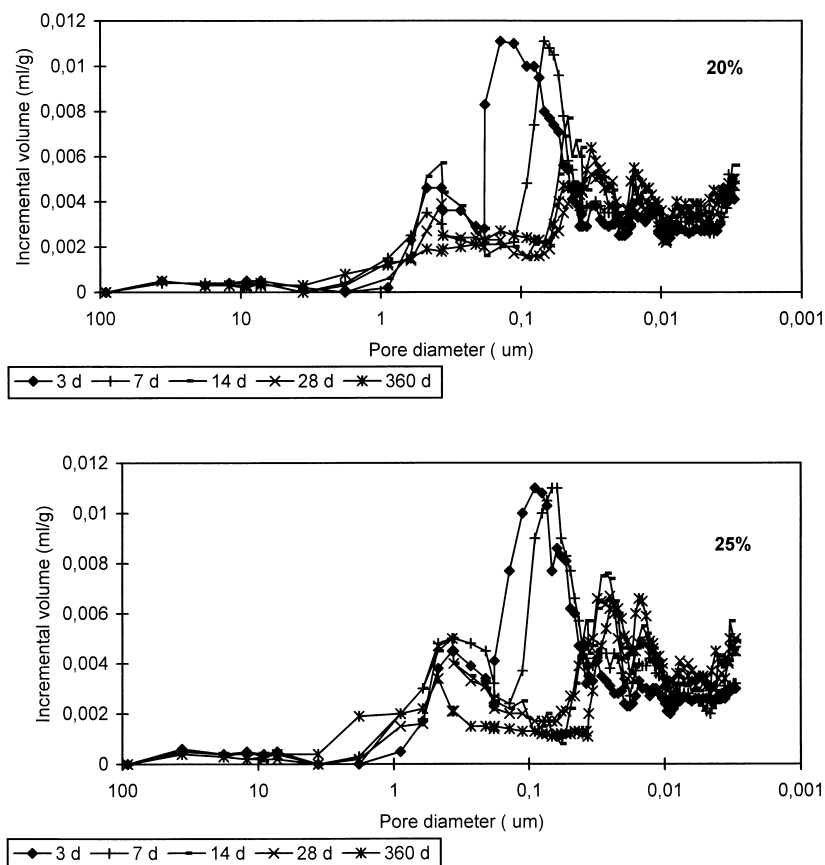 0,012
0,01
0,008
0,006
0,004
0,002
0
Incremental volume (ml/g)
20%
100 10 1 0,1 0,01 0,001
Pore diameter ( um)
3 d 7 d 14 d 28 d 360 d
0,012
0,01
0,008
0,006
0,004
0,002
0
Incremental volume (ml/g)
25%
100 10 1 0,1 0,01 0,001
Pore diameter ( um)
3 d 7 d 14 d 28 d 360 d